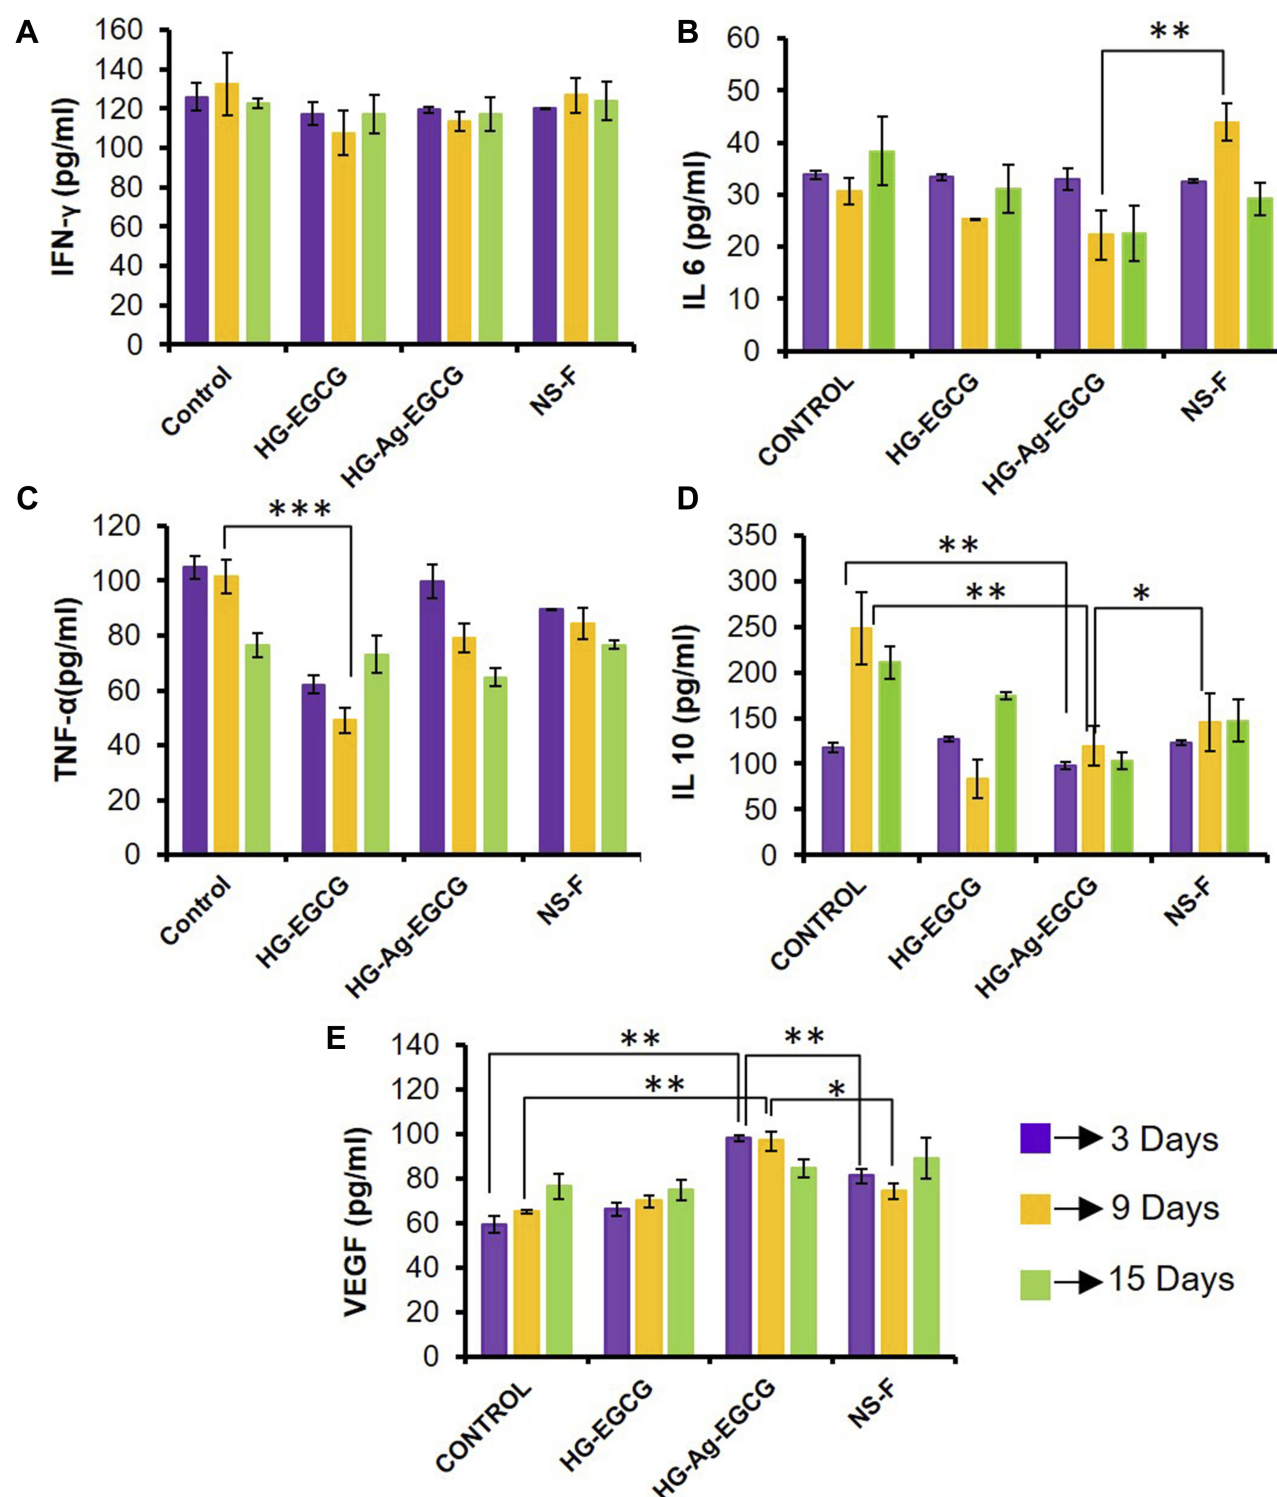 A
IFN-γ (pg/ml)
160
140
120
100
80
60
40
20
0
Control
HG-EGCG
HG-Ag-EGCG
NS-F
B
IL 6 (pg/ml)
60
50
40
30
20
10
0
**
CONTROL
HG-EGCG
HG-Ag-EGCG
NS-F
C
TNF-α(pg/ml)
120
100
80
60
40
20
0
***
Control
HG-EGCG
HG-Ag-EGCG
NS-F
D
IL 10 (pg/ml)
350
300
250
200
150
100
50
0
**
**
*
CONTROL
HG-EGCG
HG-Ag-EGCG
NS-F
E
VEGF (pg/ml)
140
120
100
80
60
40
20
0
**
**
**
*
CONTROL
HG-EGCG
HG-Ag-EGCG
NS-F
3 Days
9 Days
15 Days